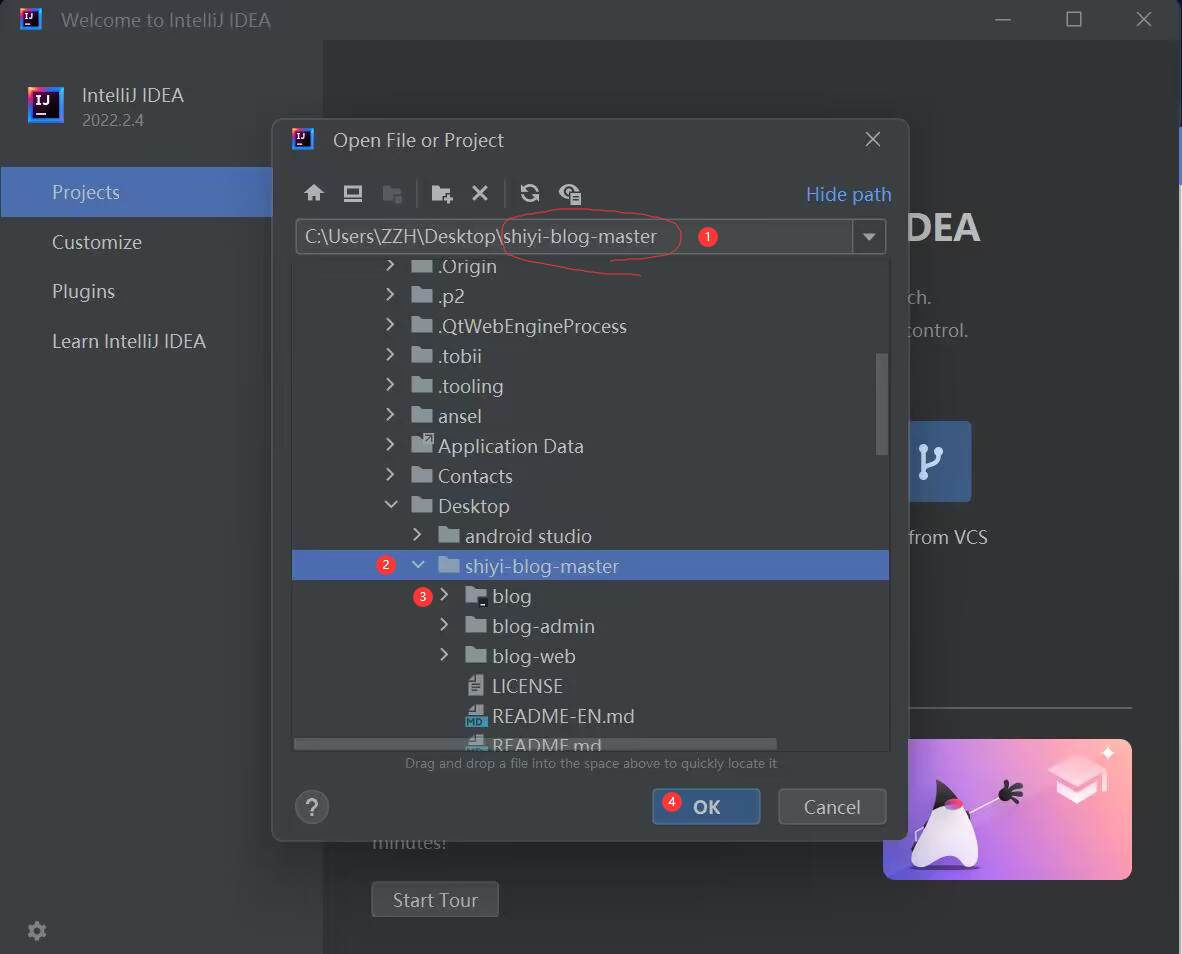 Welcome to IntelliJ IDEA
IntelliJ IDEA
2022.2.4
Projects
Customize
Plugins
Learn IntelliJ IDEA
Open File or Project
Hide path
C:\Users\ZZH\Desktop\shiyi-blog-master
1
.Origin
.p2
.QtWebEngineProcess
.tobii
.tooling
ansel
Application Data
Contacts
Desktop
android studio
2 shiyi-blog-master
3 blog
blog-admin
blog-web
LICENSE
README-EN.md
README.md
Drag and drop a file into the space above to quickly locate it
?
4 OK
Cancel
DEA
ch.
control.
from VCS
minutes!
Start Tour